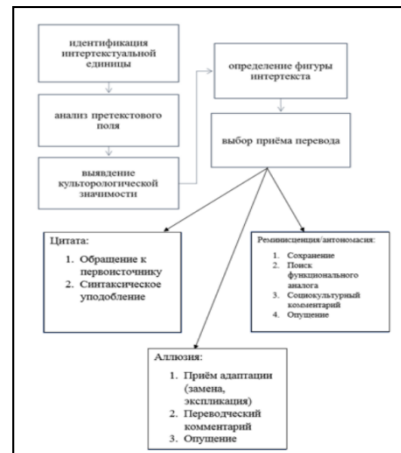 идентификация
интертекстуальной
единицы
анализ претекстового
поля
выявдение
культорологической
значимости
определение фигуры
интертекста
выбор приёма перевода
Цитата:
1. Обращение к
первоисточнику
2. Синтаксическое
уподобление
Реминисценция/антономасия:
1. Сохранение
2. Поиск
функционального
аналога
3. Социокультурный
комментарий
4. Опущение
Аллюзия:
1. Приём адаптации
(замена,
экспликация)
2. Переводческий
комментарий
3. Опущение